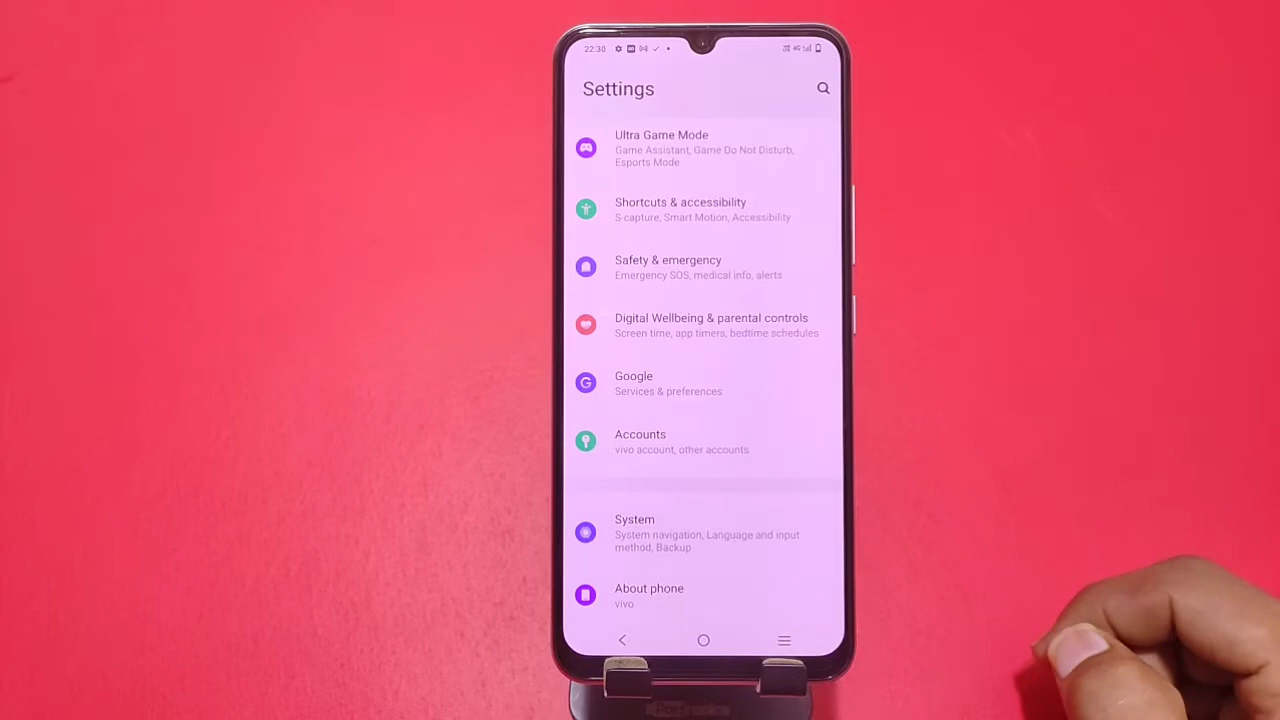 22:30
4G
Settings
Ultra Game Mode
Game Assistant, Game Do Not Disturb,
Esports Mode
Shortcuts & accessibility
S-capture, Smart Motion, Accessibility
Safety & emergency
Emergency SOS, medical info, alerts
Digital Wellbeing & parental controls
Screen time, app timers, bedtime schedules
Google
Services & preferences
Accounts
vivo account, other accounts
System
System navigation, Language and input
method, Backup
About phone
vivo
Portronics